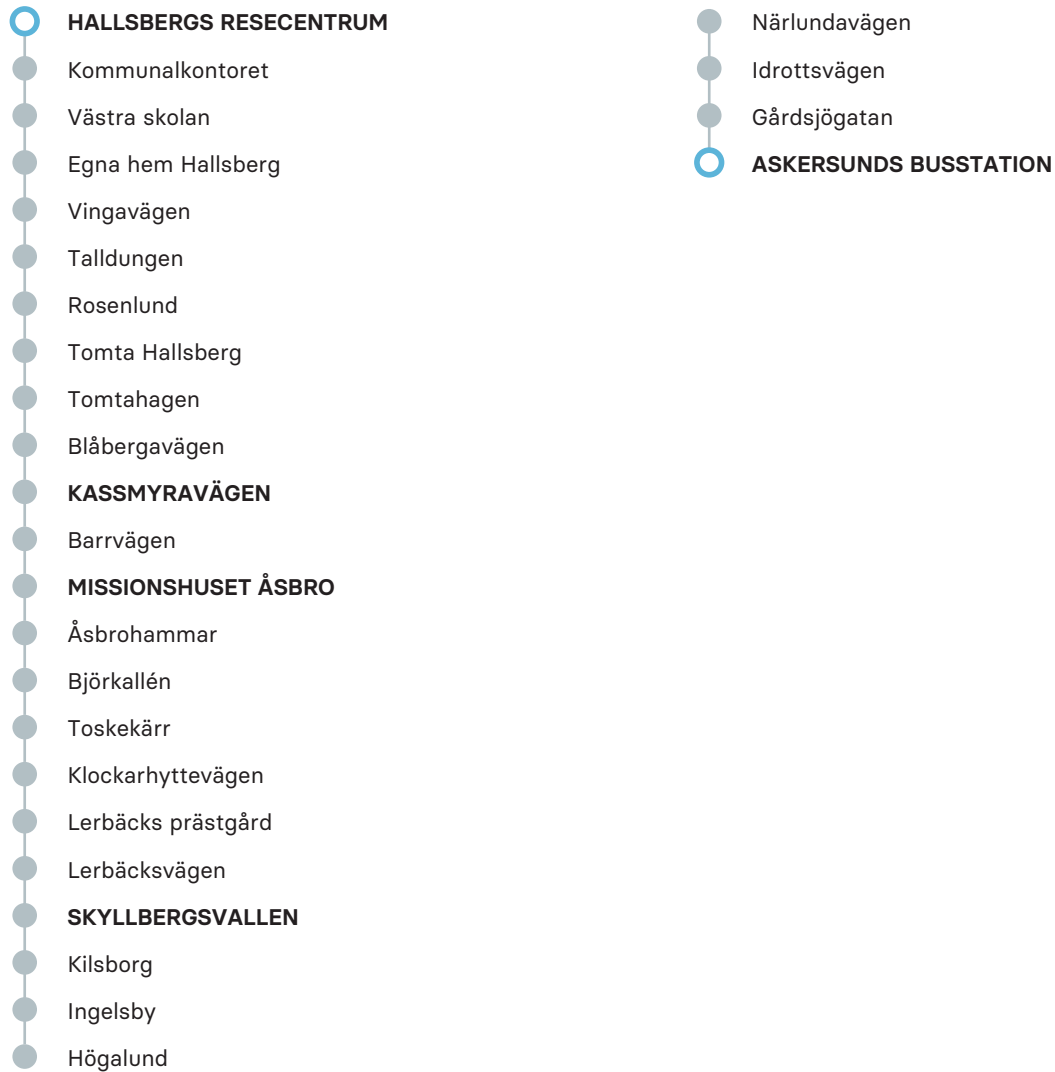 HALLSBERGS RESECENTRUM
Kommunalkontoret
Västra skolan
Egna hem Hallsberg
Vingavägen
Talldungen
Rosenlund
Tomta Hallsberg
Tomtahagen
Blåbergavägen
KASSMYRAVÄGEN
Barrvägen
MISSIONSHUSET ÅSBRO
Åsbrohammar
Björkallén
Toskekärr
Klockarhyttevägen
Lerbäcks prästgård
Lerbäcksvägen
SKYLLBERGSVALLEN
Kilsborg
Ingelsby
Högalund
Närlundavägen
Idrottsvägen
Gårdsjögatan
ASKERSUNDS BUSSTATION